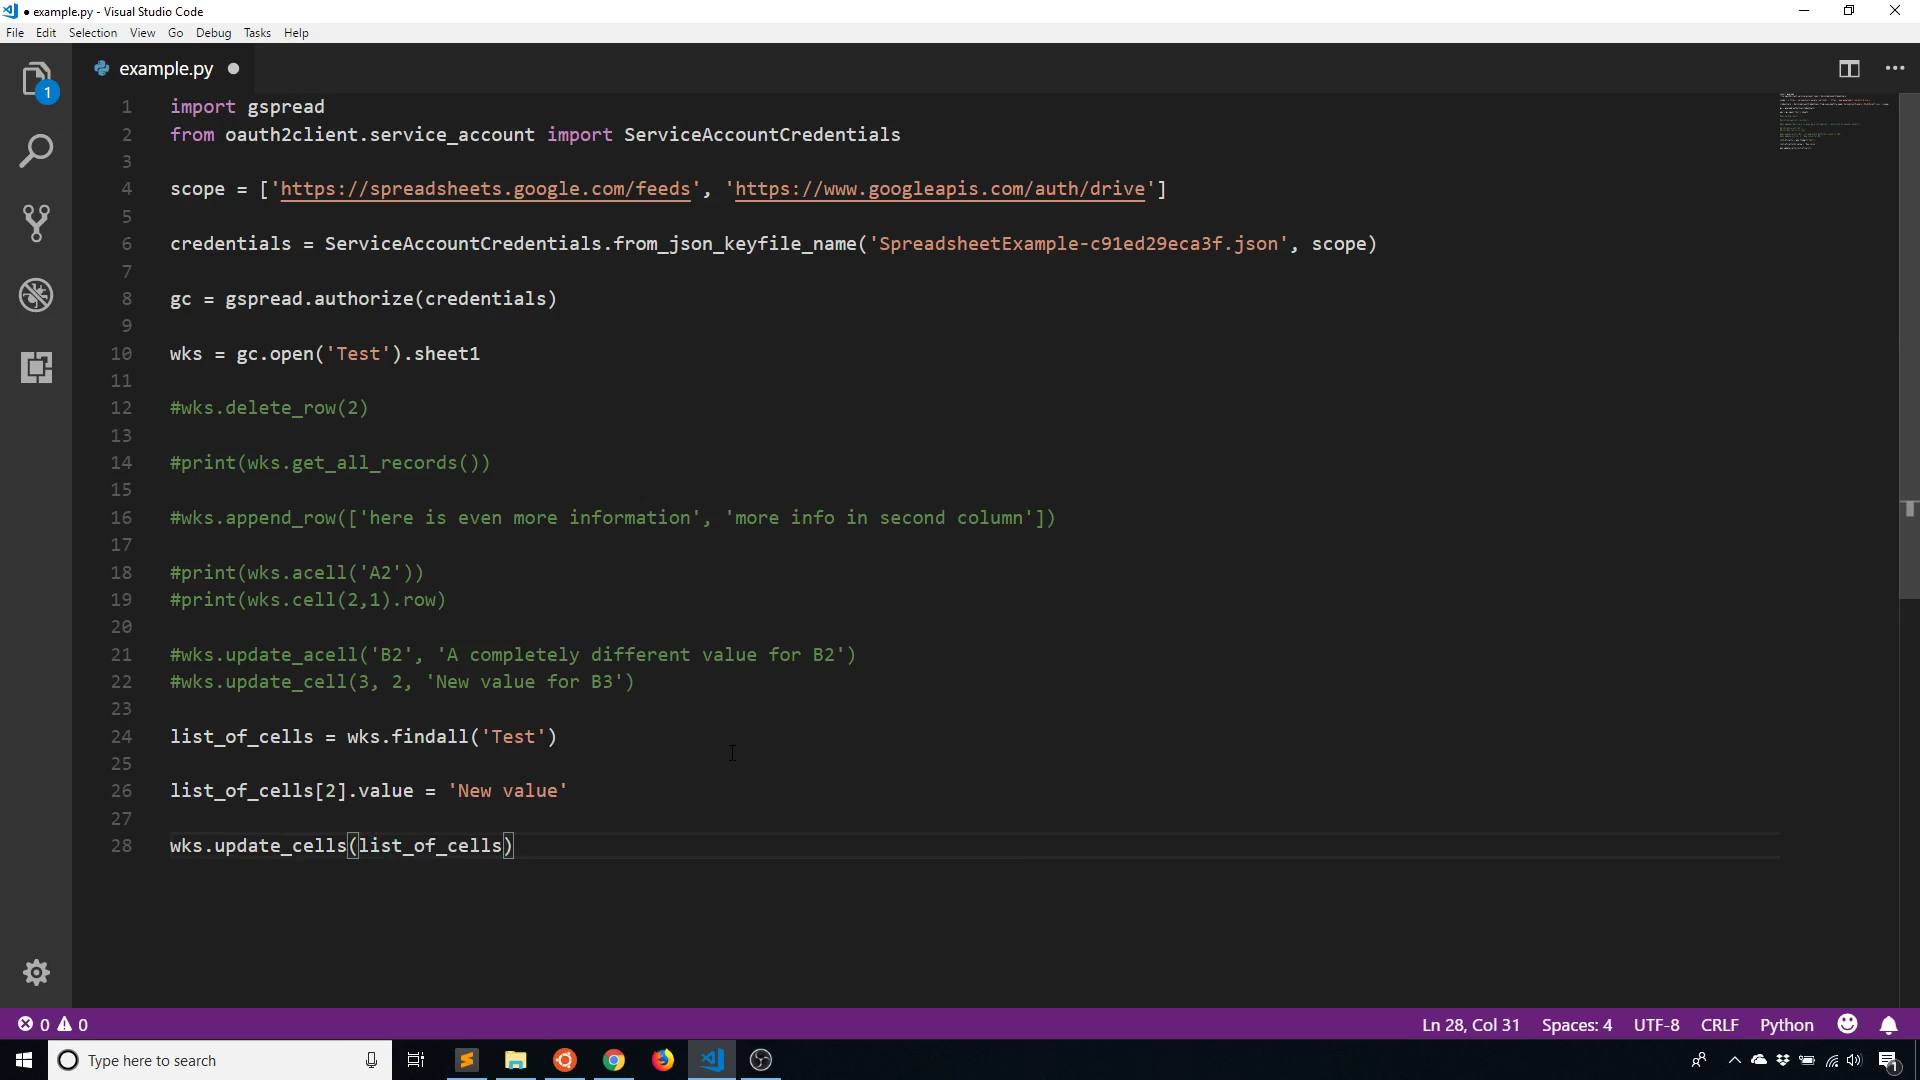 ● example.py - Visual Studio Code
File Edit Selection View Go Debug Tasks Help
example.py ●
1
1 import gspread
2 from oauth2client.service_account import ServiceAccountCredentials
3
4 scope = ['https://spreadsheets.google.com/feeds', 'https://www.googleapis.com/auth/drive']
5
6 credentials = ServiceAccountCredentials.from_json_keyfile_name('SpreadsheetExample-c91ed29eca3f.json', scope)
7
8 gc = gspread.authorize(credentials)
9
10 wks = gc.open('Test').sheet1
11
12 #wks.delete_row(2)
13
14 #print(wks.get_all_records())
15
16 #wks.append_row(['here is even more information', 'more info in second column'])
17
18 #print(wks.acell('A2'))
19 #print(wks.cell(2,1).row)
20
21 #wks.update_acell('B2', 'A completely different value for B2')
22 #wks.update_cell(3, 2, 'New value for B3')
23
24 list_of_cells = wks.findall('Test')
25
26 list_of_cells[2].value = 'New value'
27
28 wks.update_cells(list_of_cells)
0 0 Ln 28, Col 31 Spaces: 4 UTF-8 CRLF Python
Type here to search
1